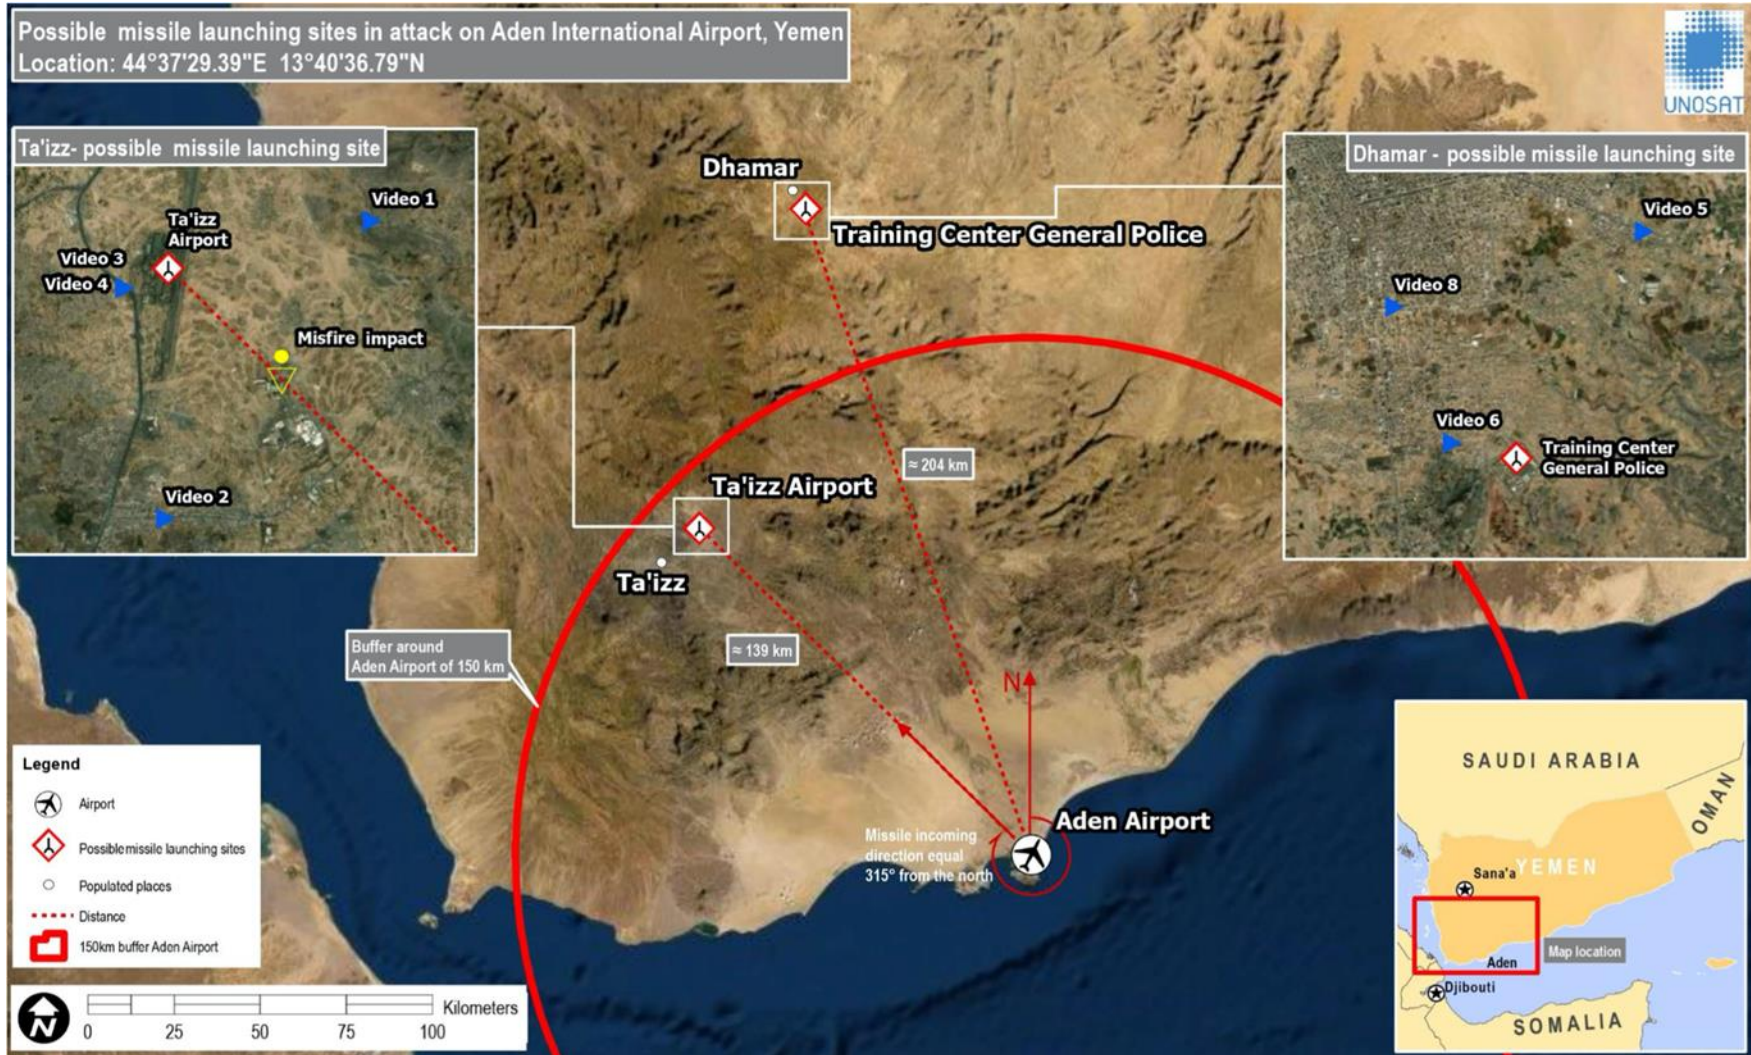 Possible missile launching sites in attack on Aden International Airport, Yemen
Location: 44°37'29.39"E 13°40'36.79"N
UNOSAT
Ta'izz- possible missile launching site
Video 1
Ta'izz
Airport
Video 3
Video 4
Misfire impact
Video 2
Dhamar - possible missile launching site
Video 5
Video 8
Video 6
Training Center
General Police
Dhamar
Training Center General Police
≈ 204 km
Ta'izz Airport
Ta'izz
≈ 139 km
Buffer around
Aden Airport of 150 km
N
Aden Airport
Missile incoming
direction equal
315° from the north
Legend
Airport
Possible missile launching sites
Populated places
Distance
150km buffer Aden Airport
N
Kilometers
0 25 50 75 100
SAUDI ARABIA
OMAN
YEMEN
Sana'a
Map location
Aden
Djibouti
SOMALIA